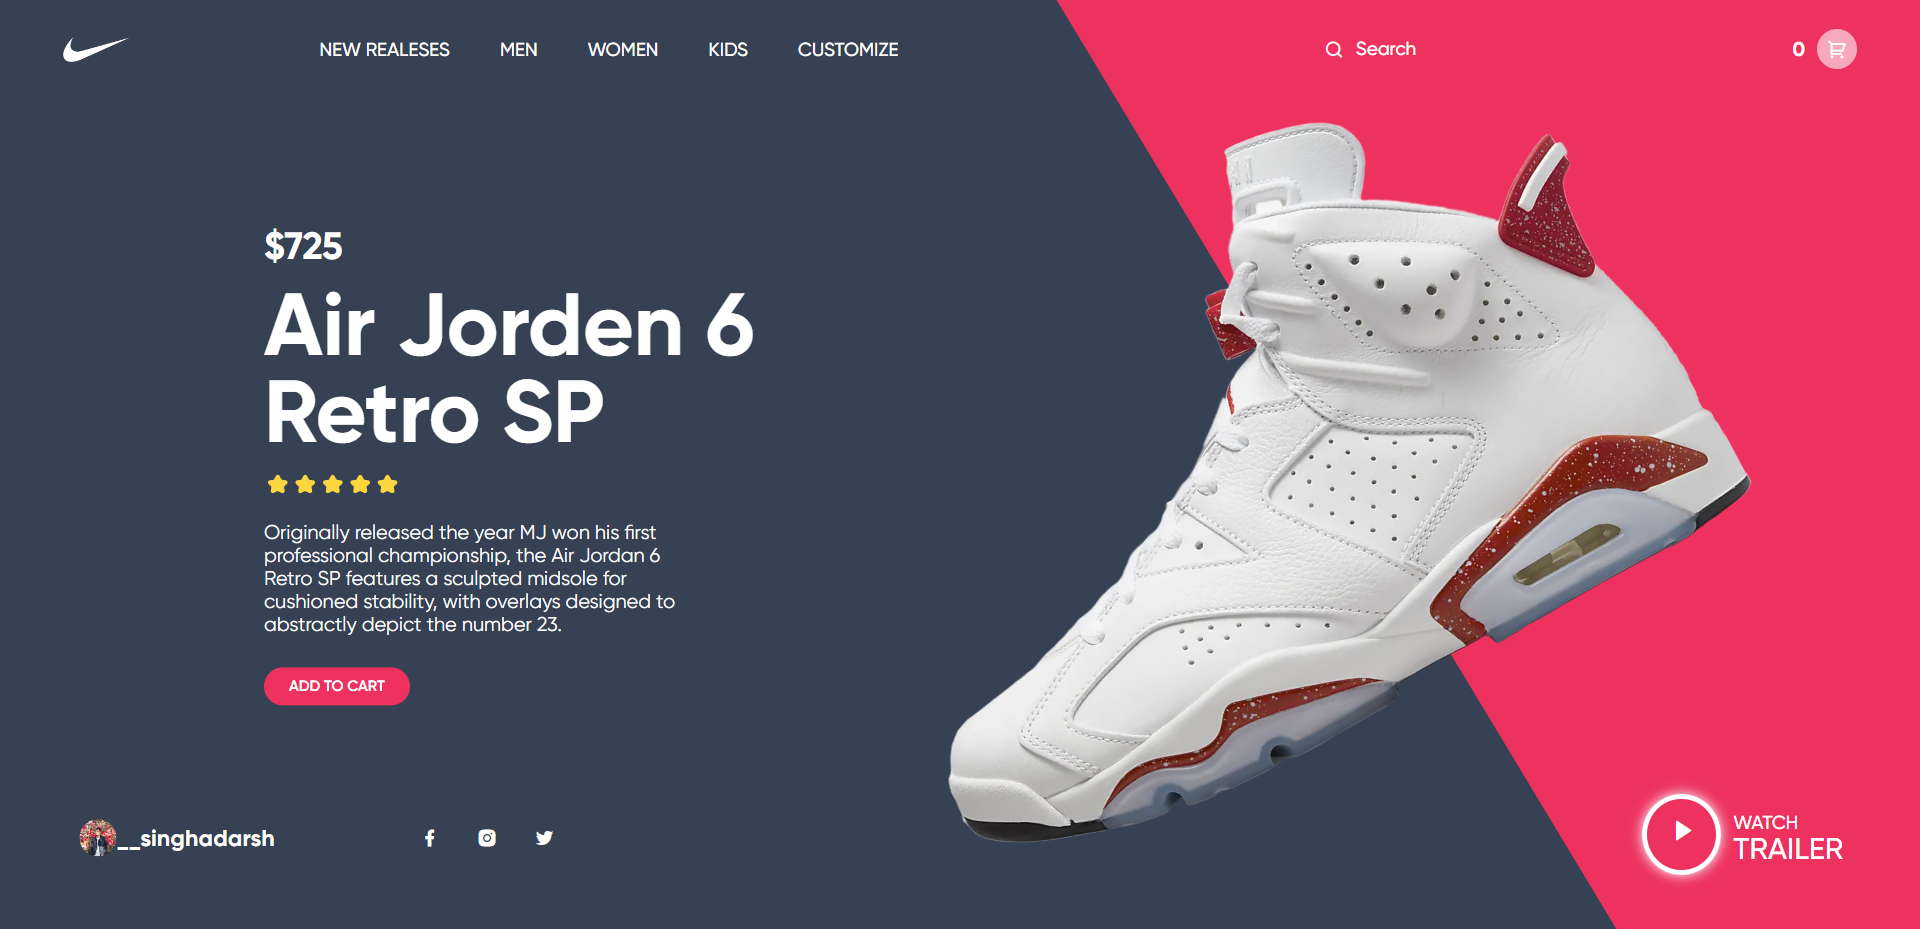 NEW REALESES MEN WOMEN KIDS CUSTOMIZE Search 0
$725
Air Jorden 6
Retro SP
Originally released the year MJ won his first
professional championship, the Air Jordan 6
Retro SP features a sculpted midsole for
cushioned stability, with overlays designed to
abstractly depict the number 23.
ADD TO CART
__singhadarsh
WATCH
TRAILER